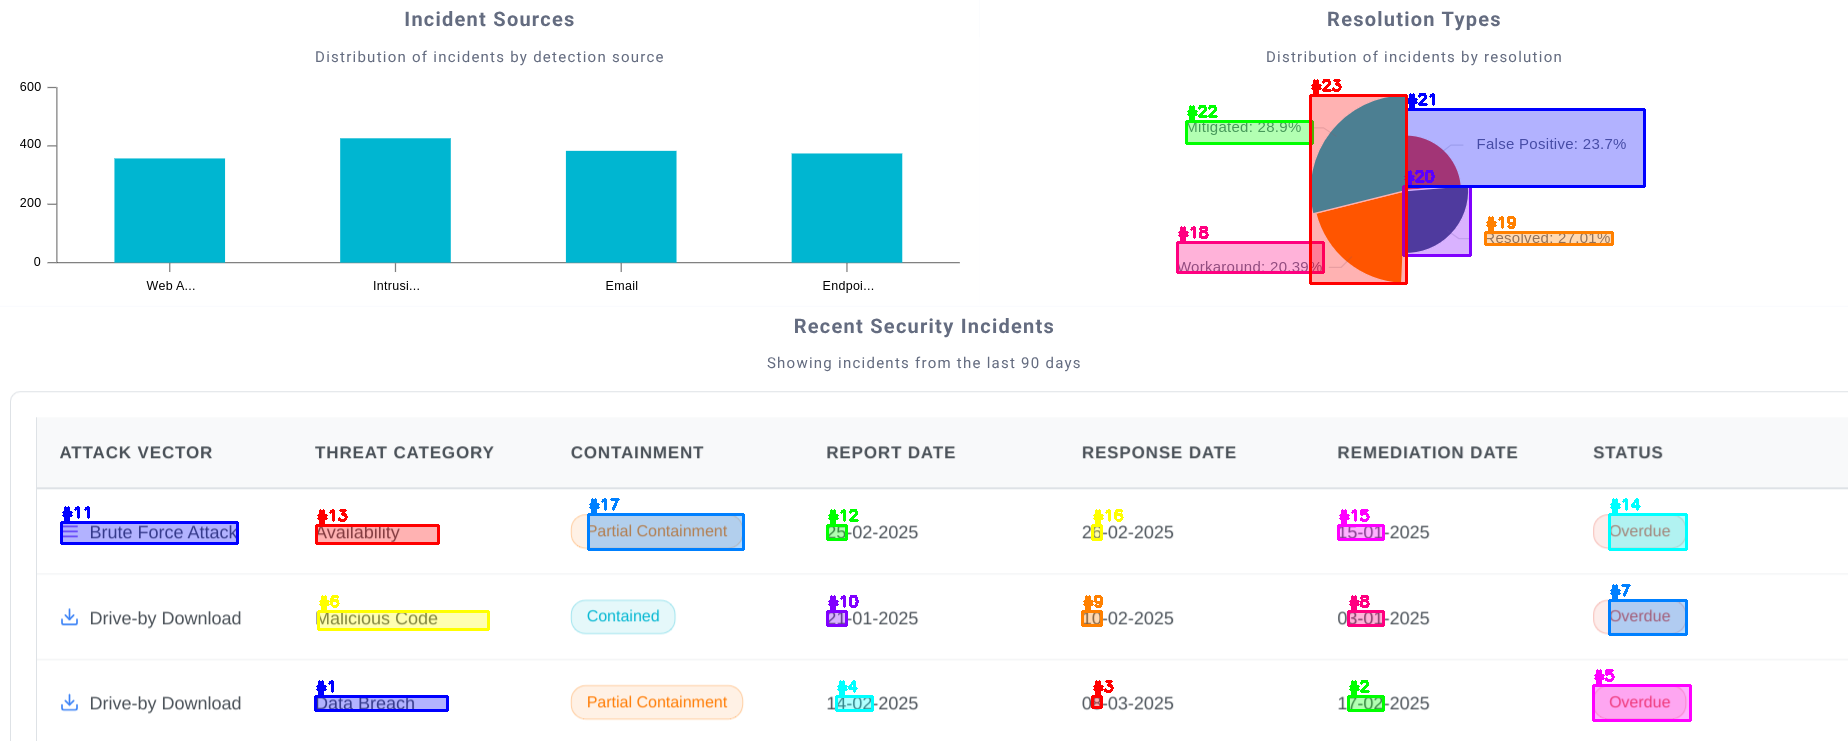 Incident Sources
Distribution of incidents by detection source
600
400
200
0
Web A...
Intrusi...
Email
Endpoi...
Resolution Types
Distribution of incidents by resolution
#23
#22
Mitigated: 28.9%
#21
False Positive: 23.7%
#20
#19
Resolved: 27.01%
#18
Workaround: 20.39%
Recent Security Incidents
Showing incidents from the last 90 days
ATTACK VECTOR THREAT CATEGORY CONTAINMENT REPORT DATE RESPONSE DATE REMEDIATION DATE STATUS
#11 #13 #17 #12 #16 #15 #14
Brute Force Attack Availability Partial Containment 25-02-2025 15-01-2025 Overdue
#6 #10 #9 #8 #7
Drive-by Download Malicious Code Contained 21-01-2025 10-02-2025 03-01-2025 Overdue
#1 #4 #3 #2 #5
Drive-by Download Data Breach Partial Containment 14-02-2025 17-02-2025 Overdue